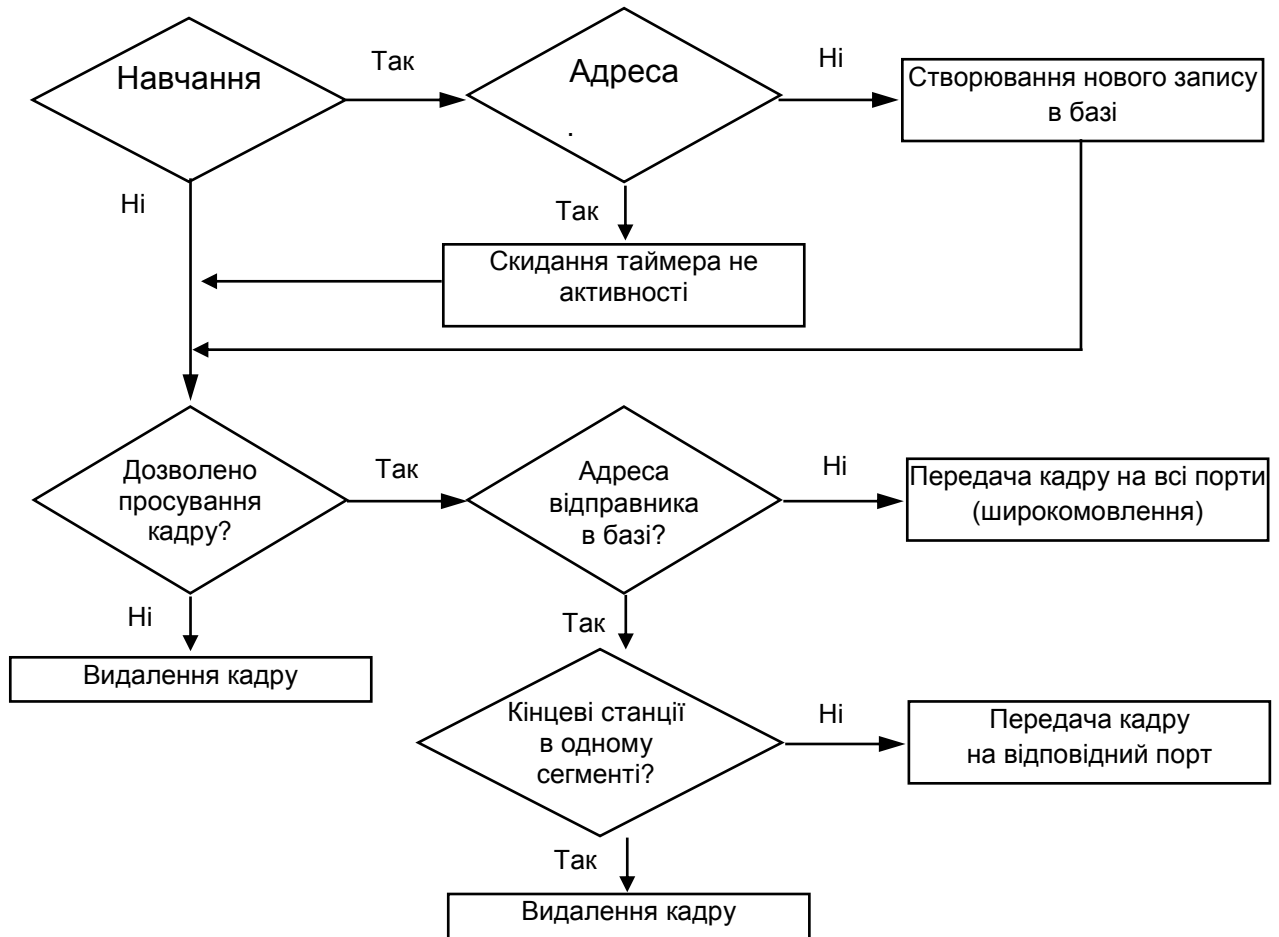 Навчання
Так
Адреса
.
Ні
Створювання нового запису
в базі
Ні
Так
Скидання таймера не
активності
Дозволено
просування
кадру?
Так
Адреса
відправника
в базі?
Ні
Передача кадру на всі порти
(широкомовлення)
Ні
Видалення кадру
Так
Кінцеві станції
в одному
сегменті?
Ні
Передача кадру
на відповідний порт
Так
Видалення кадру